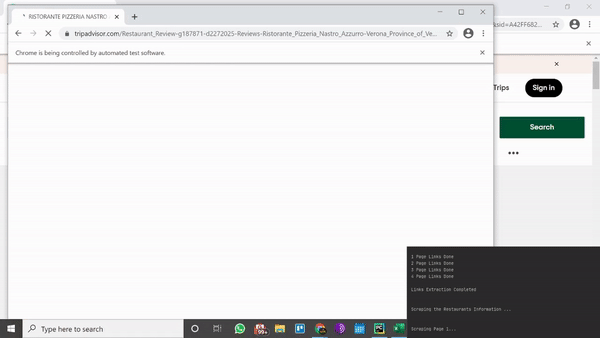 RISTORANTE PIZZERIA NASTRO
tripadvisor.com/Restaurant_Review-g187871-d2272025-Reviews-Ristorante_Pizzeria_Nastro_Azzurro-Verona_Province_of_Ve...
&sid=A42FF682...
Chrome is being controlled by automated test software.
Trips
Sign in
Search
1 Page Links Done
2 Page Links Done
3 Page Links Done
4 Page Links Done
Links Extraction Completed
Scraping the Restaurants Information ...
Scraping Page 1...
Type here to search
99+